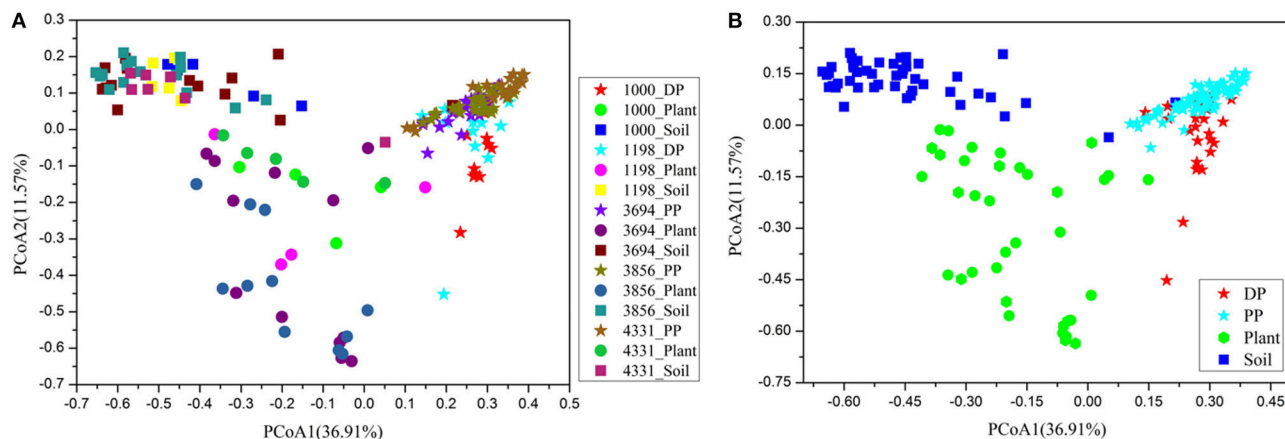 A
0.3
0.2
0.1
0.0
-0.1
-0.2
-0.3
-0.4
-0.5
-0.6
-0.7
PCoA2(11.57%)
-0.7 -0.6 -0.5 -0.4 -0.3 -0.2 -0.1 0.0 0.1 0.2 0.3 0.4 0.5
PCoA1(36.91%)
1000_DP
1000_Plant
1000_Soil
1198_DP
1198_Plant
1198_Soil
3694_PP
3694_Plant
3694_Soil
3856_PP
3856_Plant
3856_Soil
4331_PP
4331_Plant
4331_Soil
B
0.30
0.15
0.00
-0.15
-0.30
-0.45
-0.60
-0.75
PCoA2(11.57%)
-0.60 -0.45 -0.30 -0.15 0.00 0.15 0.30 0.45
PCoA1(36.91%)
DP
PP
Plant
Soil